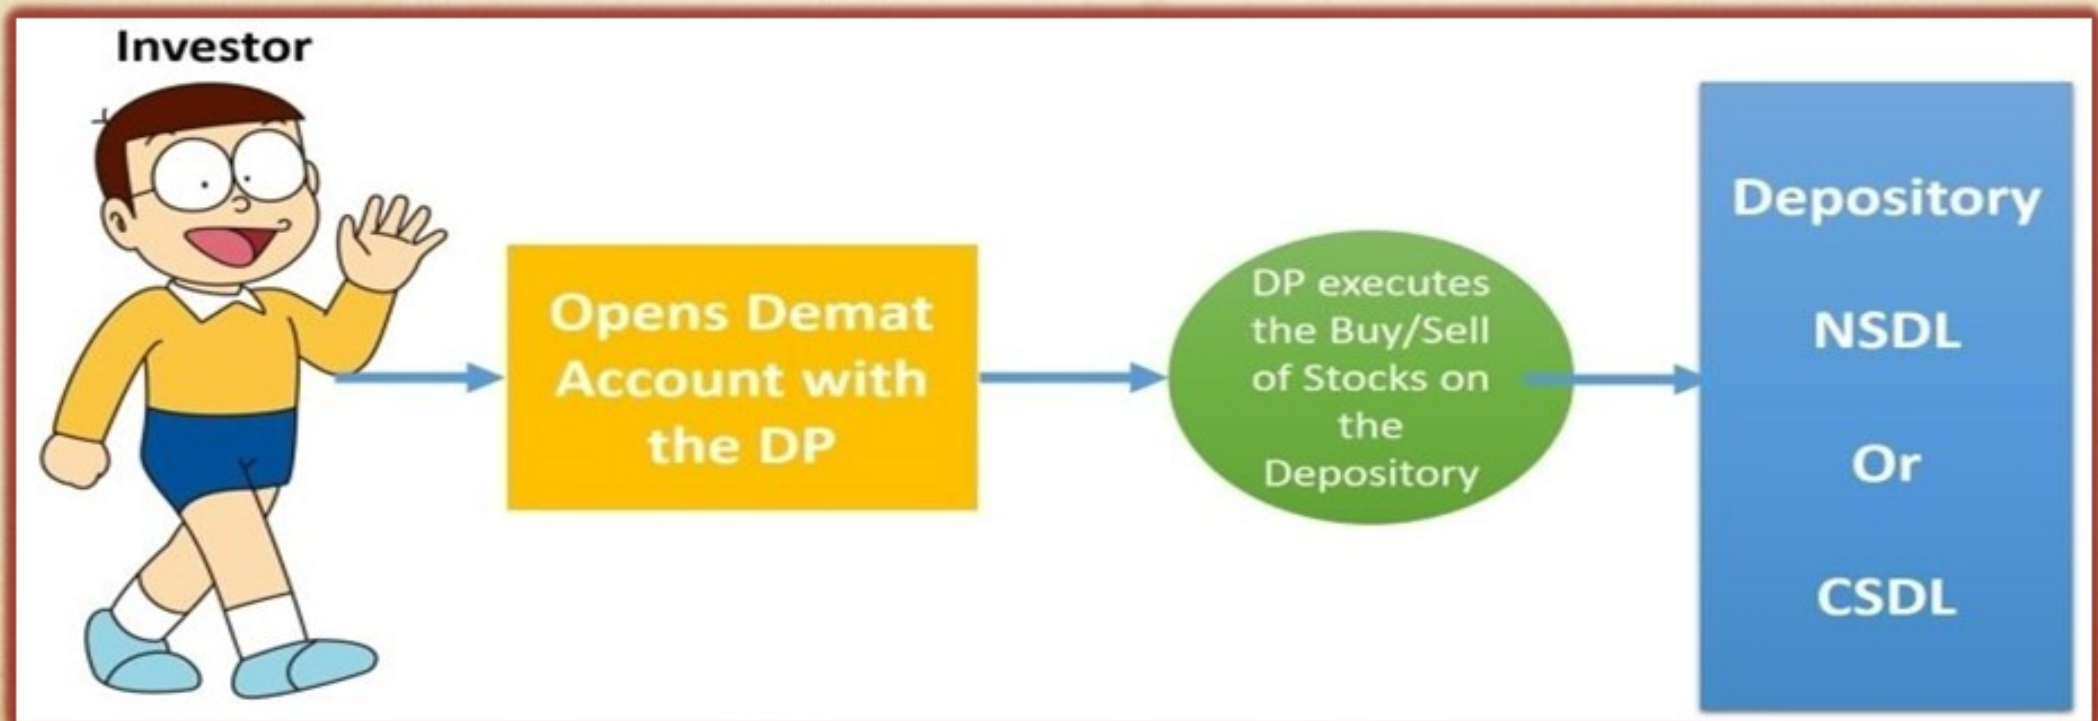 Investor
Opens Demat
Account with
the DP
DP executes
the Buy/Sell
of Stocks on
the
Depository
Depository
NSDL
Or
CSDL